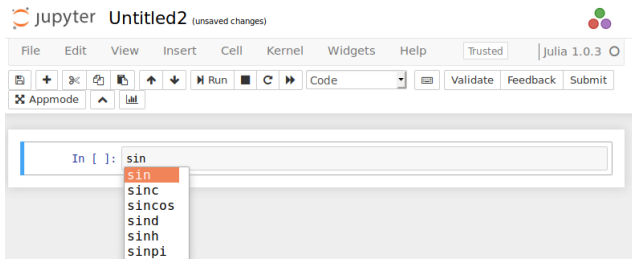 jupyter Untitled2 (unsaved changes)
File Edit View Insert Cell Kernel Widgets Help Trusted Julia 1.0.3
Run Code Validate Feedback Submit
Appmode
In [ ]: sin
sin
sinc
sincos
sind
sinh
sinpi